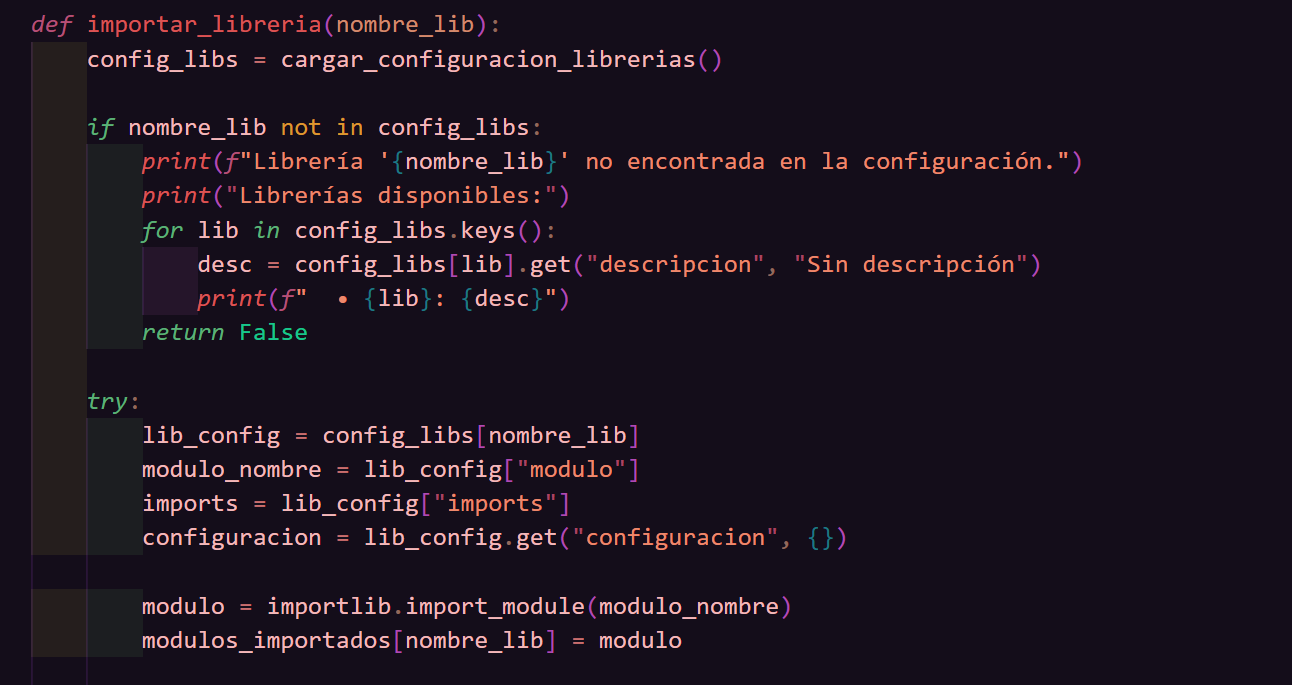 def importar_libreria(nombre_lib):
    config_libs = cargar_configuracion_librerias()

    if nombre_lib not in config_libs:
        print(f"Librería '{nombre_lib}' no encontrada en la configuración.")
        print("Librerías disponibles:")
        for lib in config_libs.keys():
            desc = config_libs[lib].get("descripcion", "Sin descripción")
            print(f"  • {lib}: {desc}")
        return False

    try:
        lib_config = config_libs[nombre_lib]
        modulo_nombre = lib_config["modulo"]
        imports = lib_config["imports"]
        configuracion = lib_config.get("configuracion", {})

        modulo = importlib.import_module(modulo_nombre)
        modulos_importados[nombre_lib] = modulo